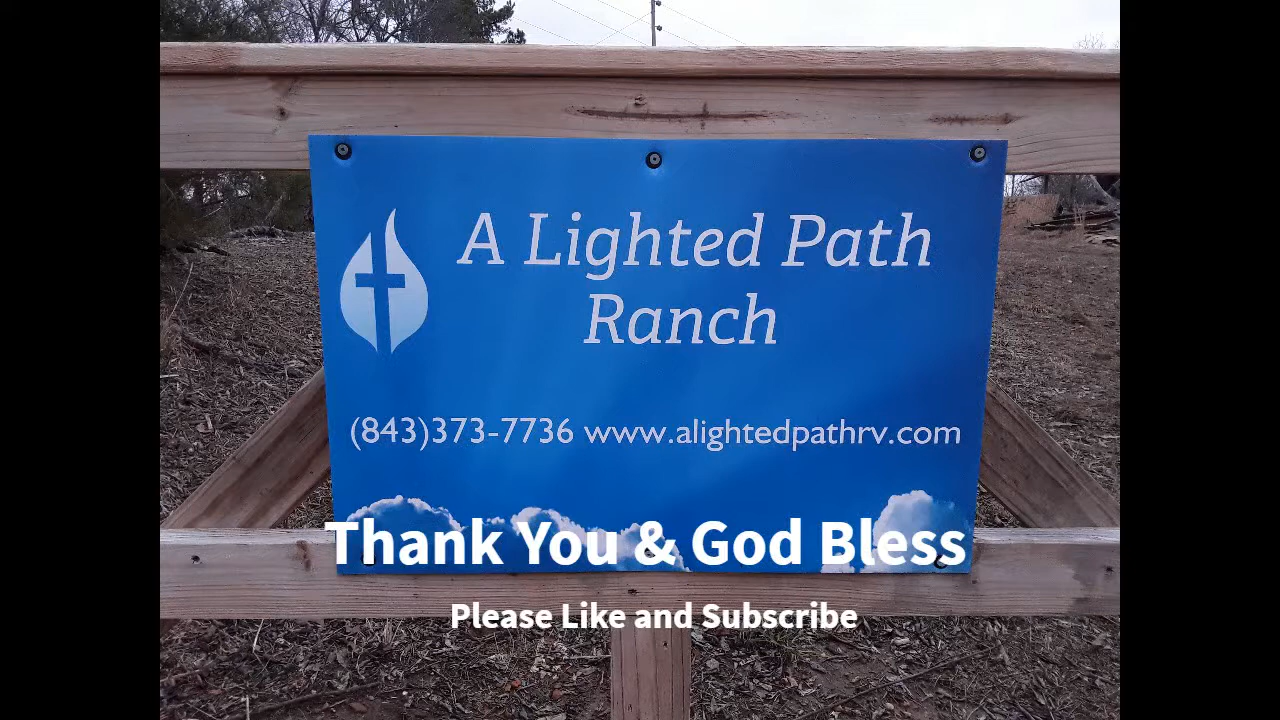 A Lighted Path
Ranch
(843)373-7736 www.alightedpathrv.com
Thank You & God Bless
Please Like and Subscribe